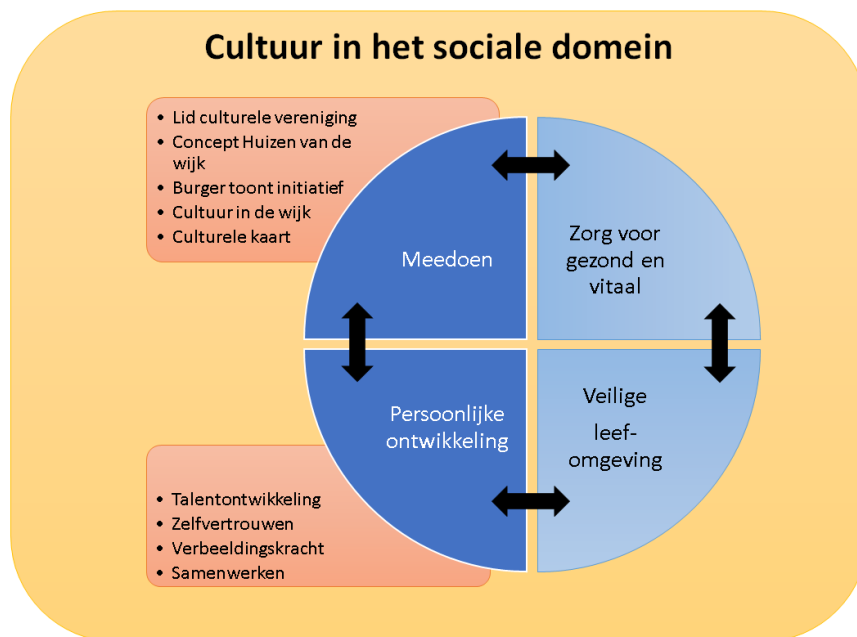 Cultuur in het sociale domein
• Lid culturele vereniging
• Concept Huizen van de
wijk
• Burger toont initiatief
• Cultuur in de wijk
• Culturele kaart
Meedoen
Zorg voor
gezond en
vitaal
Persoonlijke
ontwikkeling
Veilige
leef-
omgeving
• Talentontwikkeling
• Zelfvertrouwen
• Verbeeldingskracht
• Samenwerken